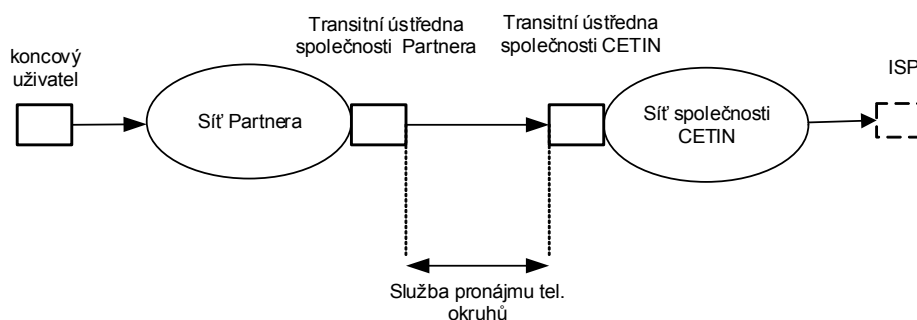 koncový
uživatel
Transitní ústředna
společnosti Partnera
Transitní ústředna
společnosti CETIN
ISP
Síť Partnera
Síť společnosti
CETIN
Služba pronájmu tel.
okruhů